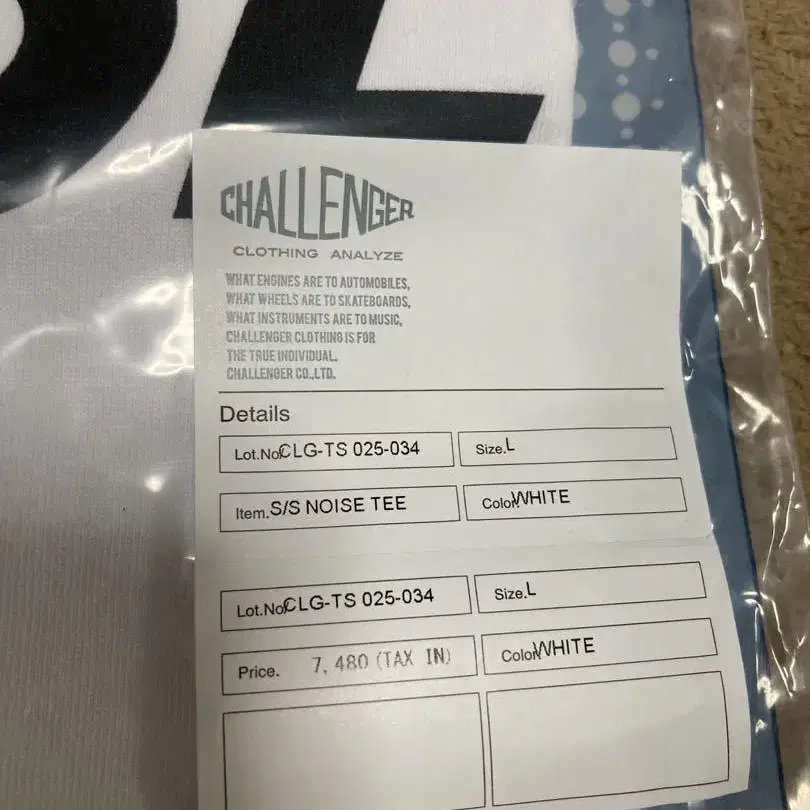 CHALLENGER
CLOTHING ANALYZE
WHAT ENGINES ARE TO AUTOMOBILES,
WHAT WHEELS ARE TO SKATEBOARDS,
WHAT INSTRUMENTS ARE TO MUSIC,
CHALLENGER CLOTHING IS FOR
THE TRUE INDIVIDUAL.
CHALLENGER CO.,LTD.
Details
Lot.No. CLG-TS 025-034 Size. L
Item. S/S NOISE TEE Color. WHITE
Lot.No. CLG-TS 025-034 Size. L
Price. 7,480 (TAX IN) Color. WHITE